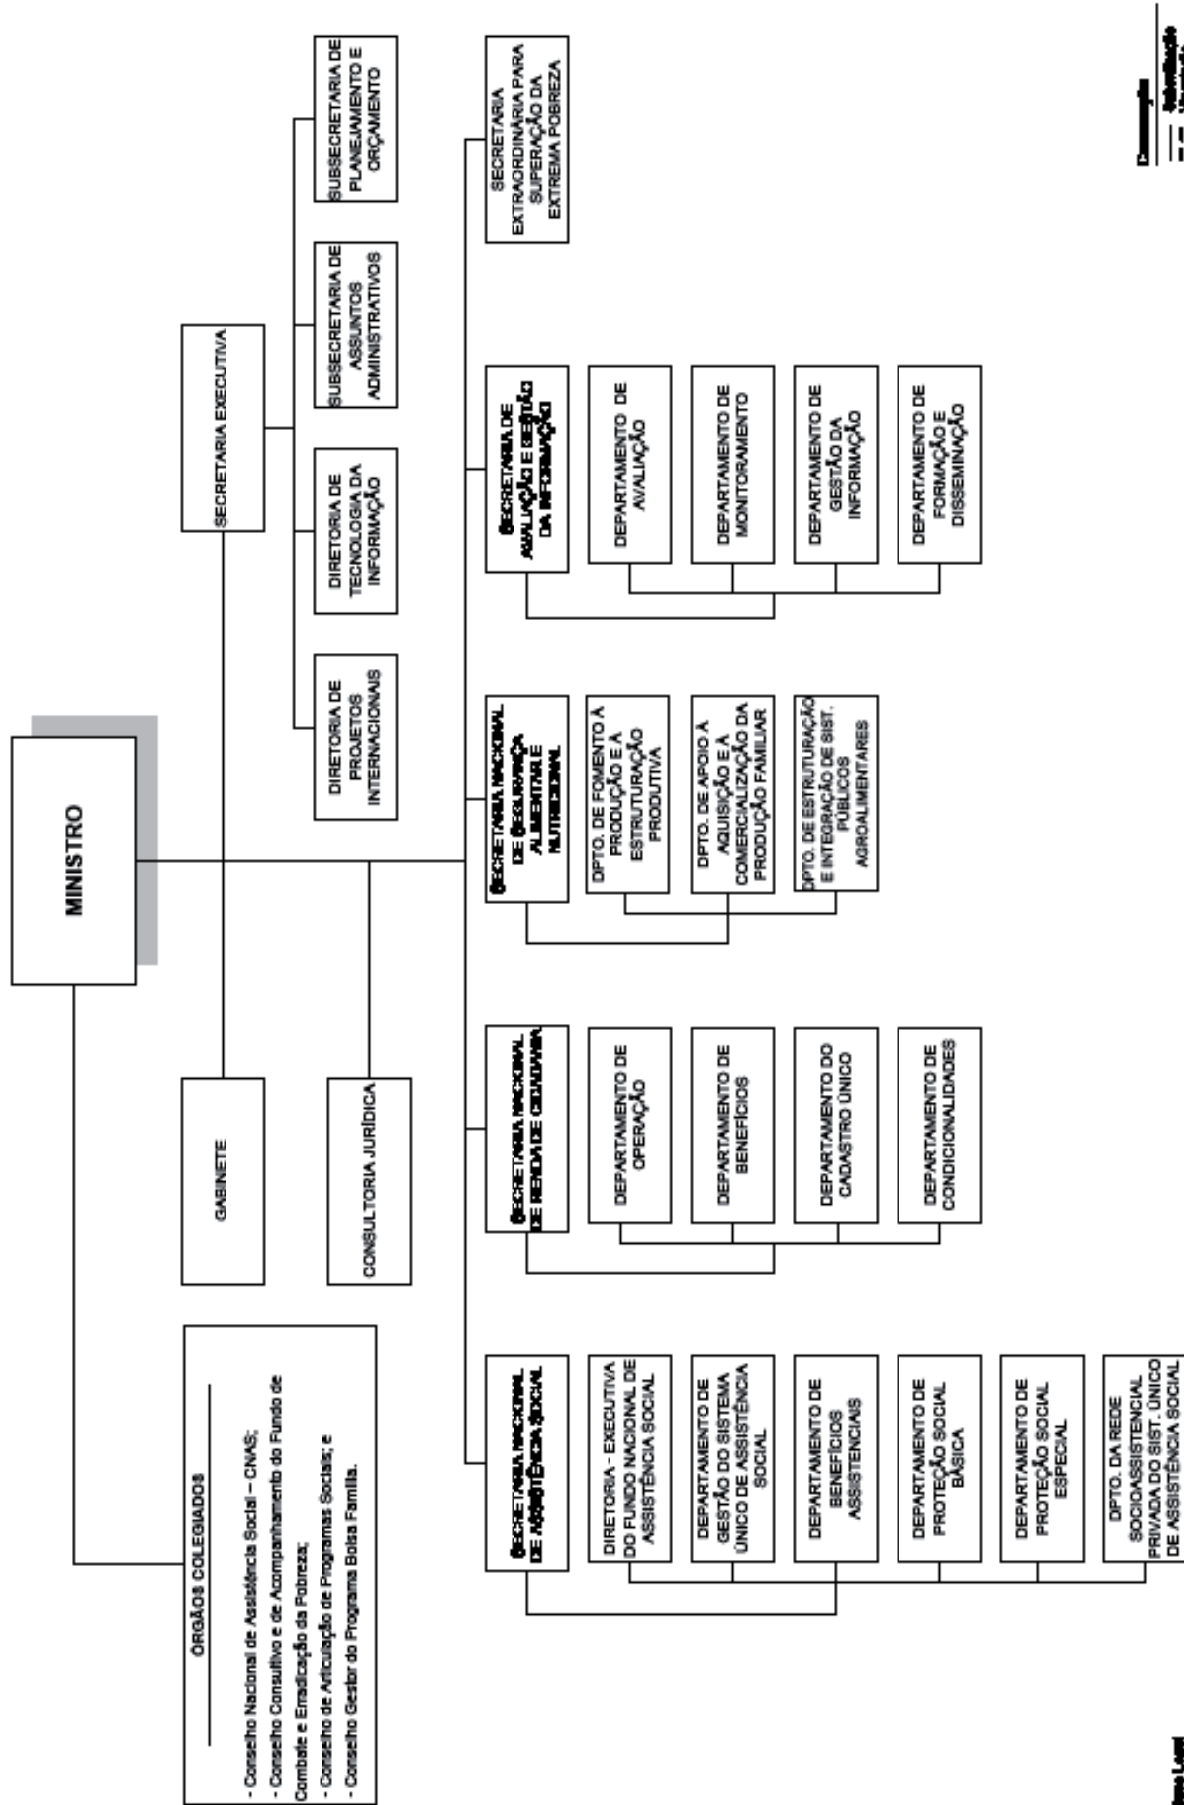 MINISTRO
ÓRGÃOS COLEGIADOS
- Conselho Nacional de Assistência Social – CNAS;
- Conselho Consultivo e de Acompanhamento do Fundo de
Combate e Erradicação da Pobreza;
- Conselho de Articulação de Programas Sociais; e
- Conselho Gestor do Programa Bolsa Família.
GABINETE
SECRETARIA EXECUTIVA
CONSULTORIA JURÍDICA
DIRETORIA DE
PROJETOS
INTERNACIONAIS
DIRETORIA DE
TECNOLOGIA DA
INFORMAÇÃO
SUBSECRETARIA DE
ASSUNTOS
ADMINISTRATIVOS
SUBSECRETARIA DE
PLANEJAMENTO E
ORÇAMENTO
SECRETARIA NACIONAL
DE ASSISTÊNCIA SOCIAL
DIRETORIA - EXECUTIVA
DO FUNDO NACIONAL DE
ASSISTÊNCIA SOCIAL
DEPARTAMENTO DE
GESTÃO DO SISTEMA
ÚNICO DE ASSISTÊNCIA
SOCIAL
DEPARTAMENTO DE
BENEFÍCIOS
ASSISTENCIAIS
DEPARTAMENTO DE
PROTEÇÃO SOCIAL
BÁSICA
DEPARTAMENTO DE
PROTEÇÃO SOCIAL
ESPECIAL
DPTO. DA REDE
SOCIOASSISTENCIAL
PRIVADA DO SIST. ÚNICO
DE ASSISTÊNCIA SOCIAL
SECRETARIA NACIONAL
DE RENDA DE CIDADANIA
DEPARTAMENTO DE
OPERAÇÃO
DEPARTAMENTO DE
BENEFÍCIOS
DEPARTAMENTO DO
CADASTRO ÚNICO
DEPARTAMENTO DE
CONDICIONALIDADES
SECRETARIA NACIONAL
DE SEGURANÇA
ALIMENTAR E
NUTRICIONAL
DPTO. DE FOMENTO À
PRODUÇÃO E À
ESTRUTURAÇÃO
PRODUTIVA
DPTO. DE APOIO À
AQUISIÇÃO E À
COMERCIALIZAÇÃO DA
PRODUÇÃO FAMILIAR
DPTO. DE ESTRUTURAÇÃO
E INTEGRAÇÃO DE SIST.
PÚBLICOS
AGROALIMENTARES
SECRETARIA DE
AVALIAÇÃO E GESTÃO
DA INFORMAÇÃO
DEPARTAMENTO DE
AVALIAÇÃO
DEPARTAMENTO DE
MONITORAMENTO
DEPARTAMENTO DE
GESTÃO DA
INFORMAÇÃO
DEPARTAMENTO DE
FORMAÇÃO E
DISSEMINAÇÃO
SECRETARIA
EXTRAORDINÁRIA PARA
SUPERAÇÃO DA
EXTREMA POBREZA